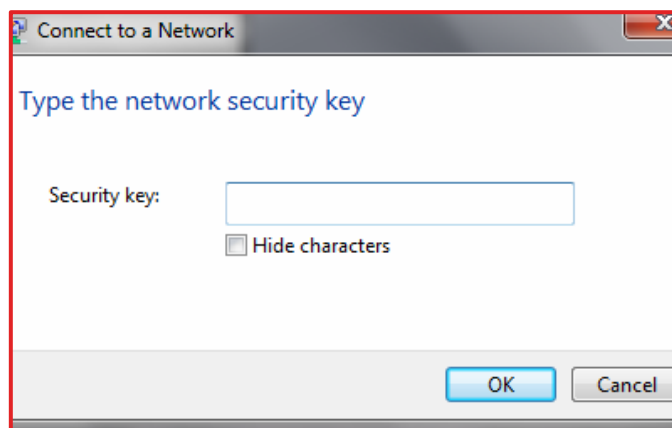 Connect to a Network
Type the network security key
Security key:
Hide characters
OK Cancel